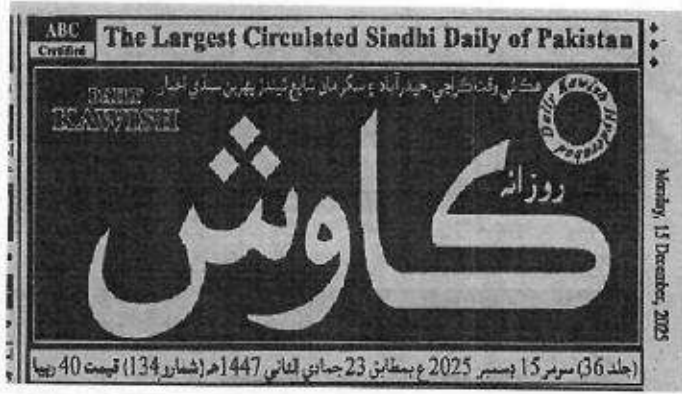 ABC
Certified
The Largest Circulated Sindhi Daily of Pakistan
هڪ ئي وقت ڪراچي، حيدرآباد ۽ سکر مان شايع ٿيندڙ پهرين سنڌي اخبار
DAILY
KAWISH
Daily Kawish Hyderabad
روزانه
ڪاوش
Monday, 15 December, 2025
(جلد 36) سومر 15 ڊسمبر 2025ع بمطابق 23 جمادي الثاني 1447هه (شمارو 134) قيمت 40 رپيا